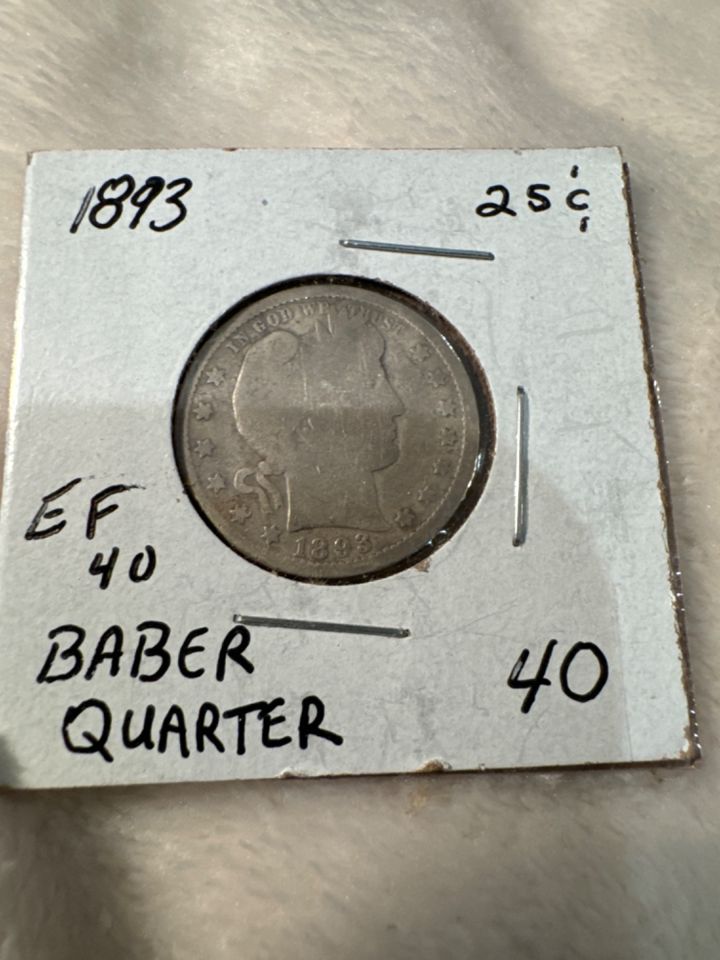 1893
25¢
IN GOD WE TRUST
1893
EF
40
BABER
QUARTER
40